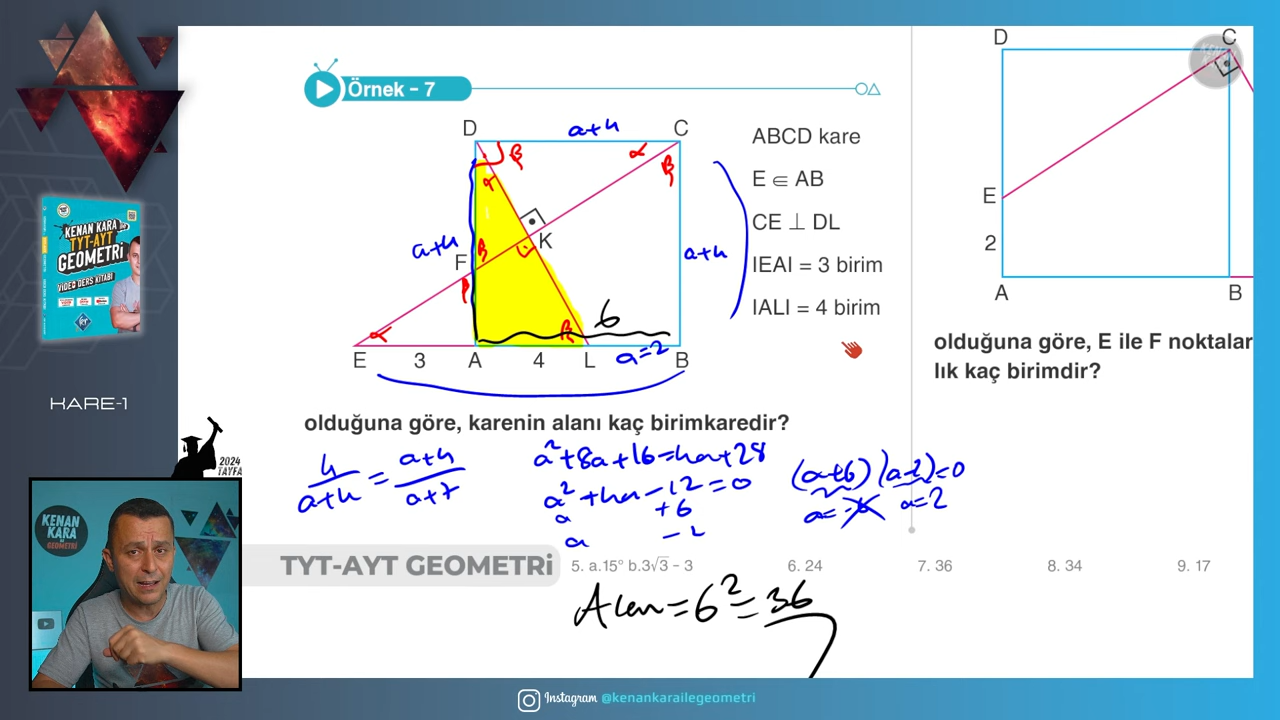 Örnek - 7
D
a+4
C
β
α
β
α
a+4
β
K
F
a+4
β
6
α
β
E
3
A
4
L
a=2
B
ABCD kare
E ∈ AB
CE ⊥ DL
IEAI = 3 birim
IALI = 4 birim
olduğuna göre, karenin alanı kaç birimkaredir?
4/(a+4) = (a+4)/(a+7)
a²+8a+16=4a+28
a²+4a-12=0
a +6
a -2
(a+6)(a-2)=0
a=-6 a=2
Alan=6²=36
D
C
E
2
A
B
olduğuna göre, E ile F noktalar
lık kaç birimdir?
KENAN KARA
TYT-AYT
GEOMETRİ
VİDEO DERS KİTABI
KARE-1
2024
TAYFA
KENAN
KARA
GEOMETRİ
TYT-AYT GEOMETRİ
5. a.15° b.3√3 - 3
6. 24
7. 36
8. 34
9. 17
Instagram @kenankarailegeometri